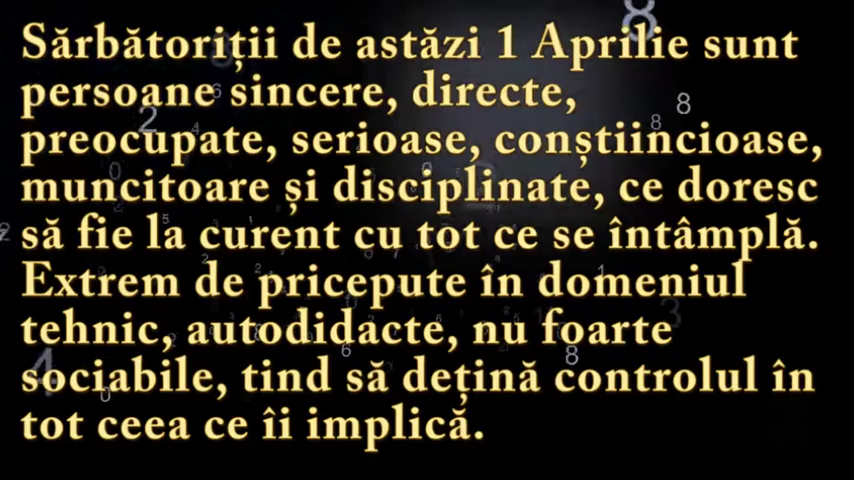 Sărbătoriții de astăzi 1 Aprilie sunt
persoane sincere, directe,
preocupate, serioase, conștiincioase,
muncitoare și disciplinate, ce doresc
să fie la curent cu tot ce se întâmplă.
Extrem de pricepute în domeniul
tehnic, autodidacte, nu foarte
sociabile, tind să dețină controlul în
tot ceea ce îi implică.